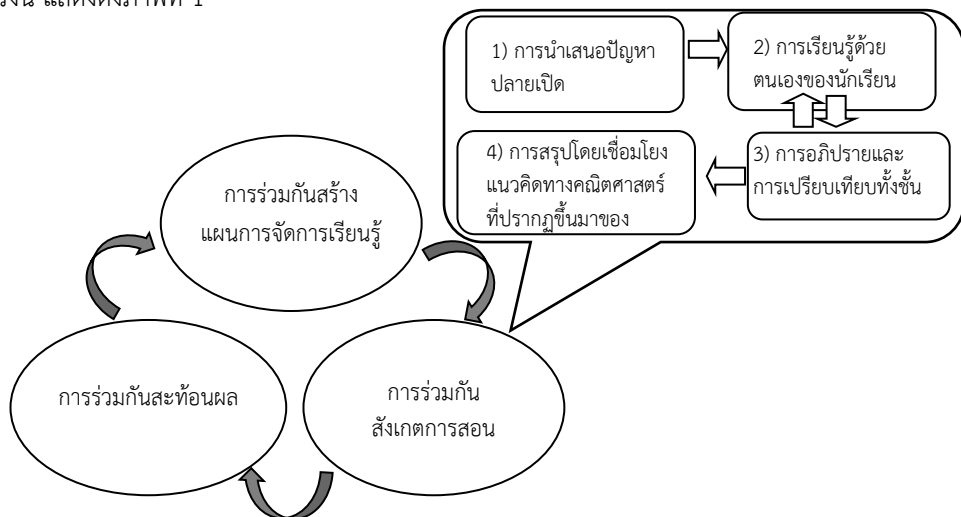 แสดงดังภาพที่ 1
1) การนำเสนอปัญหา
ปลายเปิด
2) การเรียนรู้ด้วย
ตนเองของนักเรียน
3) การอภิปรายและ
การเปรียบเทียบทั้งชั้น
4) การสรุปโดยเชื่อมโยง
แนวคิดทางคณิตศาสตร์
ที่ปรากฏขึ้นมาของ
การร่วมกันสร้าง
แผนการจัดการเรียนรู้
การร่วมกัน
สังเกตการสอน
การร่วมกันสะท้อนผล